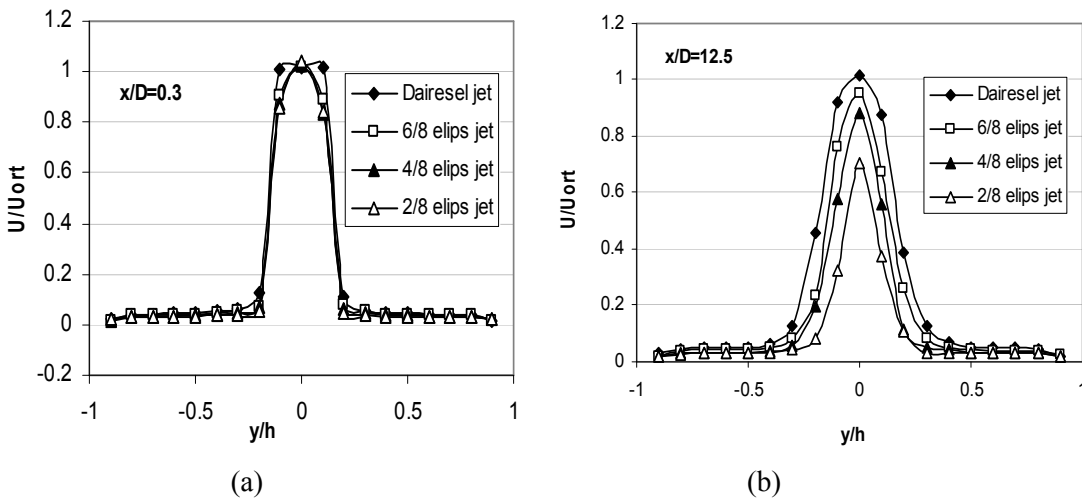 1.2
1
0.8
0.6
0.4
0.2
0
-0.2
U/Uort
x/D=0.3
Dairesel jet
6/8 elips jet
4/8 elips jet
2/8 elips jet
-1
-0.5
0
0.5
1
y/h
(a)
1.2
1
0.8
0.6
0.4
0.2
0
U/Uort
x/D=12.5
Dairesel jet
6/8 elips jet
4/8 elips jet
2/8 elips jet
-1
-0.5
0
0.5
1
y/h
(b)